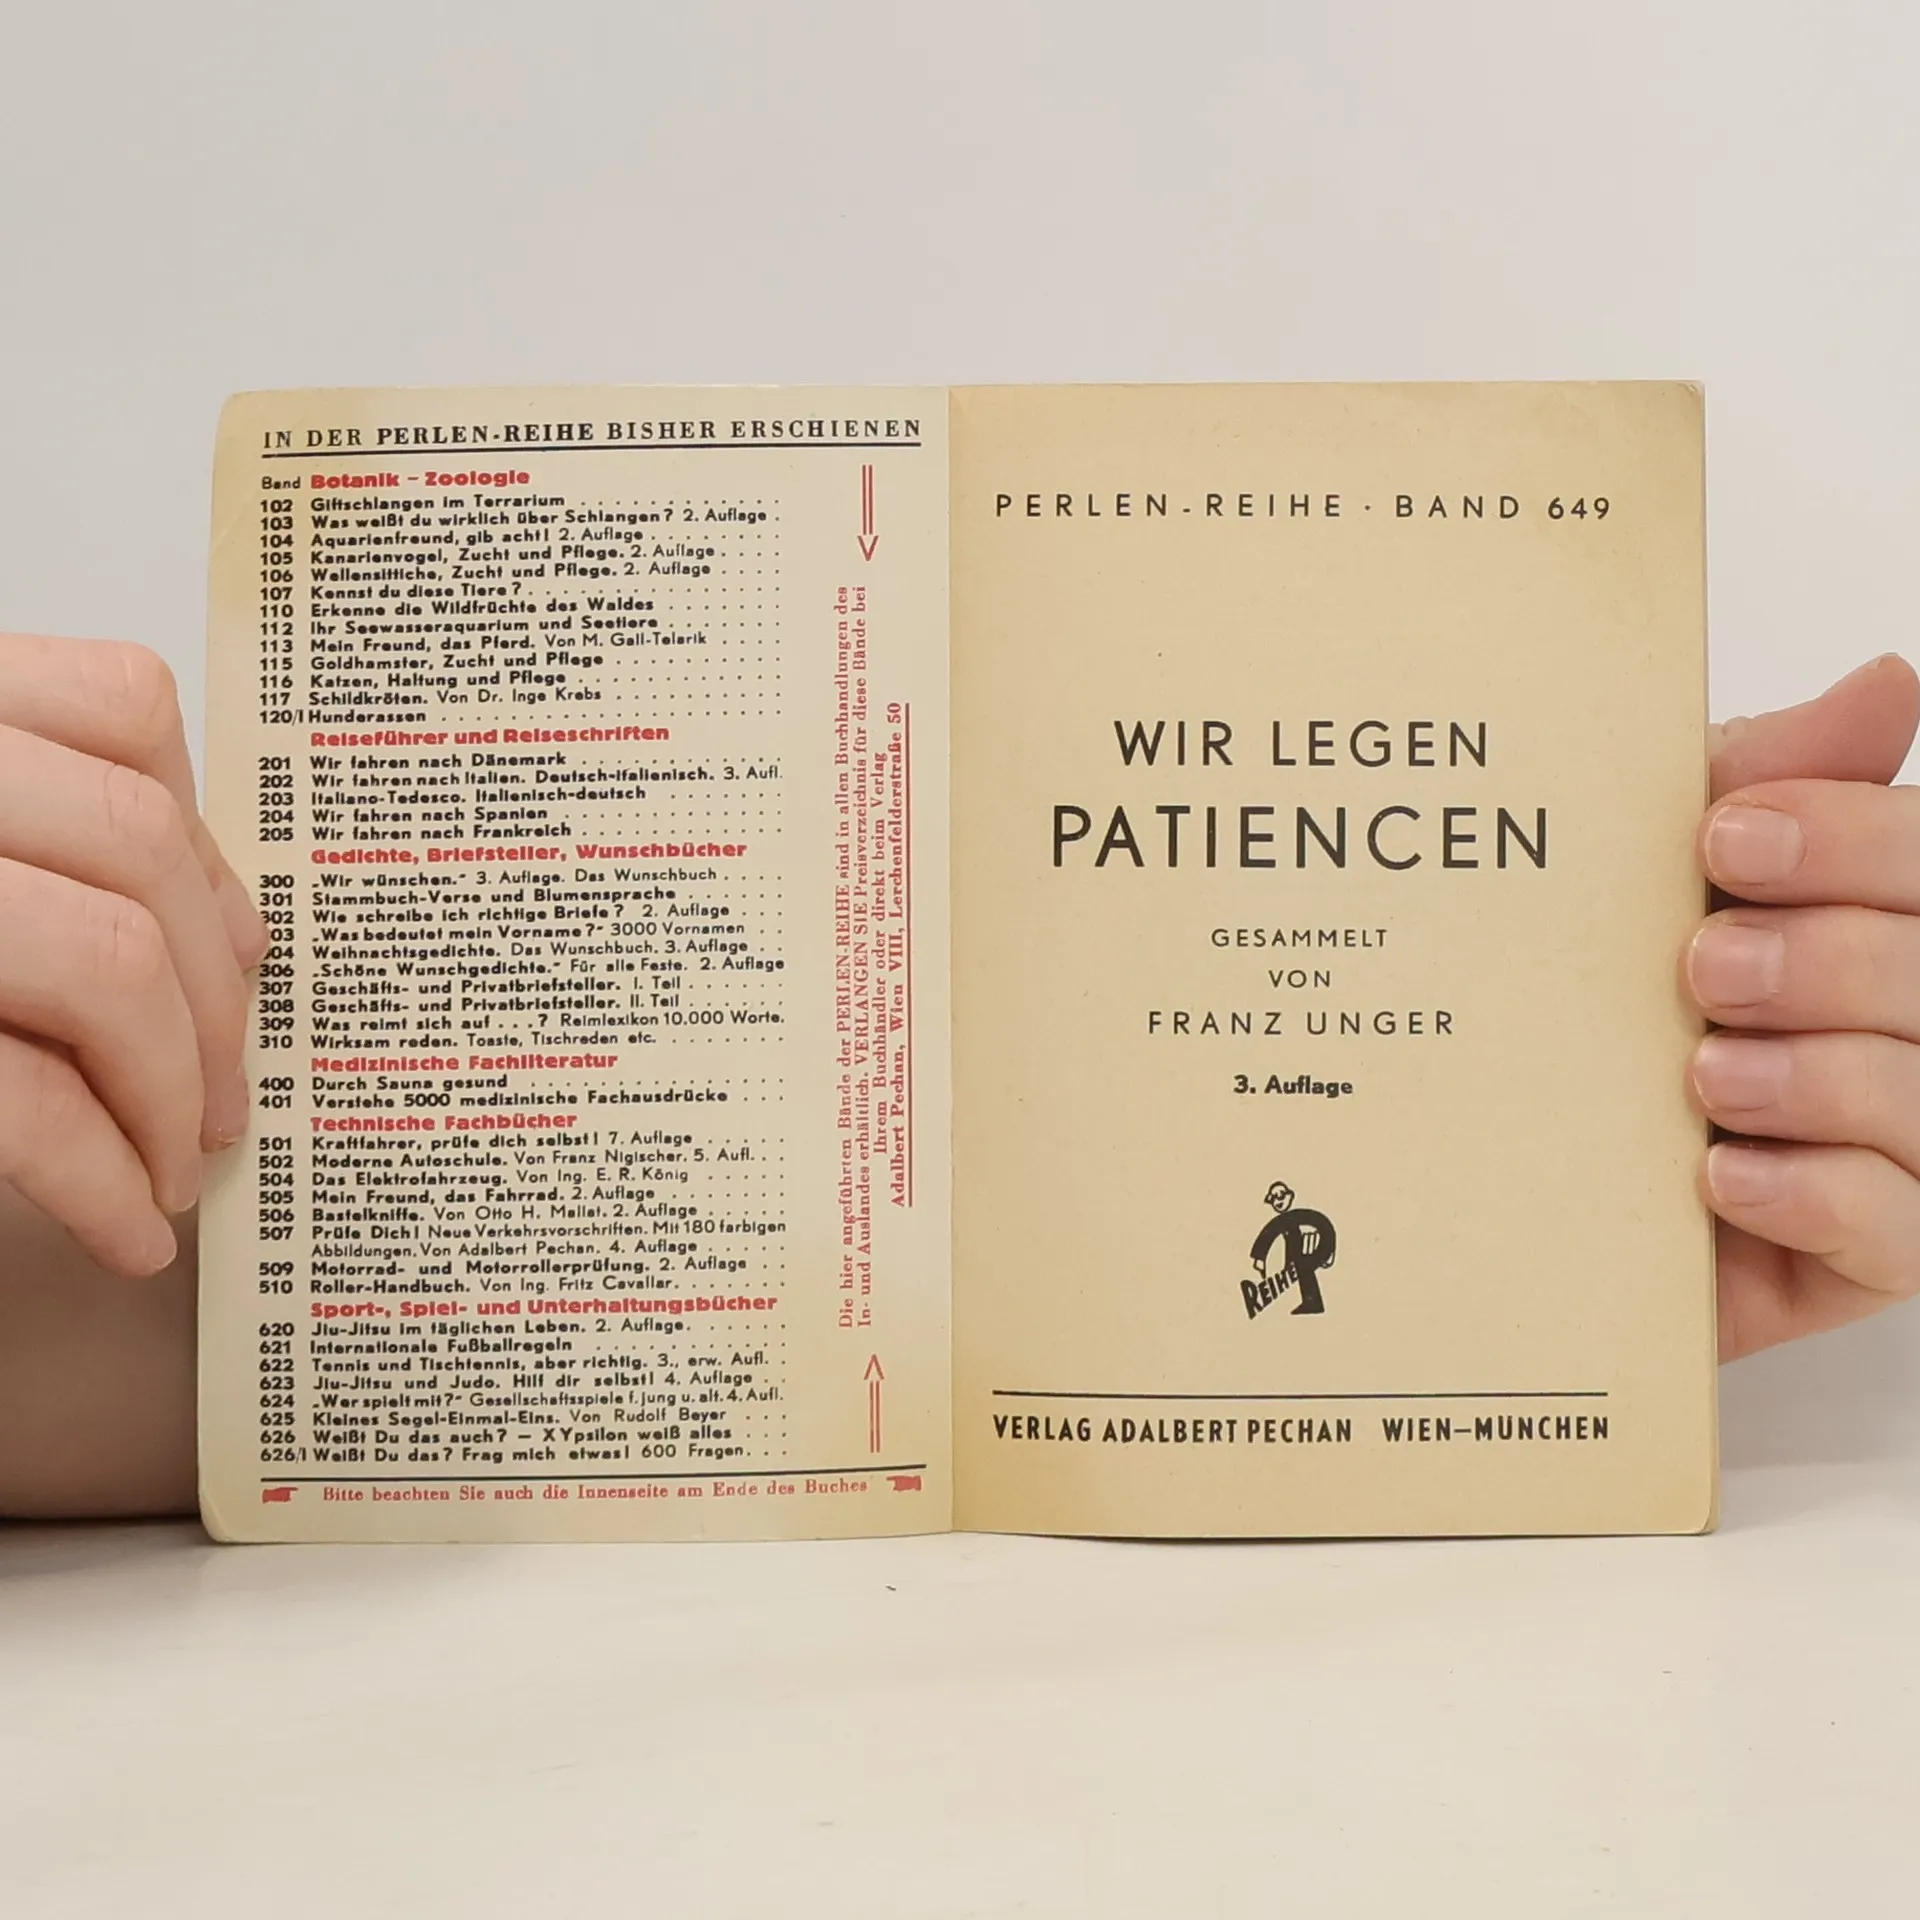 IN DER PERLEN-REIHE BISHER ERSCHIENEN
Band Botanik – Zoologie
102 Giftschlangen im Terrarium . . . . . . . . . . . .
103 Was weißt du wirklich über Schlangen? 2. Auflage .
104 Aquarienfreund, gib acht! 2. Auflage . . . . . . . .
105 Kanarienvogel, Zucht und Pflege. 2. Auflage . . . .
106 Wellensittiche, Zucht und Pflege. 2. Auflage . . . .
107 Kennst du diese Tiere? . . . . . . . . . . . . . . .
110 Erkenne die Wildfrüchte des Waldes . . . . . . .
112 Ihr Seewasseraquarium und Seetiere . . . . . . .
113 Mein Freund, das Pferd. Von M. Gall-Telarik . . . .
115 Goldhamster, Zucht und Pflege . . . . . . . . . .
116 Katzen, Haltung und Pflege . . . . . . . . . . . .
117 Schildkröten. Von Dr. Inge Krebs . . . . . . . . . .
120/I Hunderassen . . . . . . . . . . . . . . . . . . .
Reiseführer und Reiseschriften
201 Wir fahren nach Dänemark . . . . . . . . . . . .
202 Wir fahren nach Italien. Deutsch-italienisch. 3. Aufl.
203 Italiano-Tedesco. Italienisch-deutsch . . . . . . .
204 Wir fahren nach Spanien . . . . . . . . . . . . .
205 Wir fahren nach Frankreich . . . . . . . . . . . .
Gedichte, Briefsteller, Wunschbücher
300 „Wir wünschen.“ 3. Auflage. Das Wunschbuch . . . .
301 Stammbuch-Verse und Blumensprache . . . . . .
302 Wie schreibe ich richtige Briefe? 2. Auflage . . .
03 „Was bedeutet mein Vorname?“ 3000 Vornamen . .
04 Weihnachtsgedichte. Das Wunschbuch. 3. Auflage . .
306 „Schöne Wunschgedichte.“ Für alle Feste. 2. Auflage
307 Geschäfts- und Privatbriefsteller. I. Teil . . . . . .
308 Geschäfts- und Privatbriefsteller. II. Teil . . . . . .
309 Was reimt sich auf . . .? Reimlexikon 10.000 Worte.
310 Wirksam reden. Toaste, Tischreden etc. . . . . . . .
Medizinische Fachliteratur
400 Durch Sauna gesund . . . . . . . . . . . . . . .
401 Verstehe 5000 medizinische Fachausdrücke . . .
Technische Fachbücher
501 Kraftfahrer, prüfe dich selbst! 7. Auflage . . . . .
502 Moderne Autoschule. Von Franz Nigischer. 5. Aufl. . .
504 Das Elektrofahrzeug. Von Ing. E. R. König . . . . .
505 Mein Freund, das Fahrrad. 2. Auflage . . . . . . .
506 Bastelkniffe. Von Otto H. Mallat. 2. Auflage . . . . .
507 Prüfe Dich! Neue Verkehrsvorschriften. Mit 180 farbigen
Abbildungen. Von Adalbert Pechan. 4. Auflage . . . . .
509 Motorrad- und Motorrollerprüfung. 2. Auflage . .
510 Roller-Handbuch. Von Ing. Fritz Cavallar. . . . . . .
Sport-, Spiel- und Unterhaltungsbücher
620 Jiu-Jitsu im täglichen Leben. 2. Auflage. . . . . .
621 Internationale Fußballregeln . . . . . . . . . . .
622 Tennis und Tischtennis, aber richtig. 3., erw. Aufl. .
623 Jiu-Jitsu und Judo. Hilf dir selbst! 4. Auflage . .
624 „Wer spielt mit?“ Gesellschaftsspiele f. jung u. alt. 4. Aufl.
625 Kleines Segel-Einmal-Eins. Von Rudolf Beyer . . .
626 Weißt Du das auch? — XYpsilon weiß alles . . .
626/I Weißt Du das? Frag mich etwas! 600 Fragen. . . .
Die hier angeführten Bände der PERLEN-REIHE sind in allen Buchhandlungen des
In- und Auslandes erhältlich. VERLANGEN SIE Preisverzeichnis für diese Bände bei
Ihrem Buchhändler oder direkt beim Verlag
Adalbert Pechan, Wien VIII, Lerchenfelderstraße 50
Bitte beachten Sie auch die Innenseite am Ende des Buches
PERLEN-REIHE · BAND 649
WIR LEGEN
PATIENCEN
GESAMMELT
VON
FRANZ UNGER
3. Auflage
REIHE
VERLAG ADALBERT PECHAN WIEN—MÜNCHEN